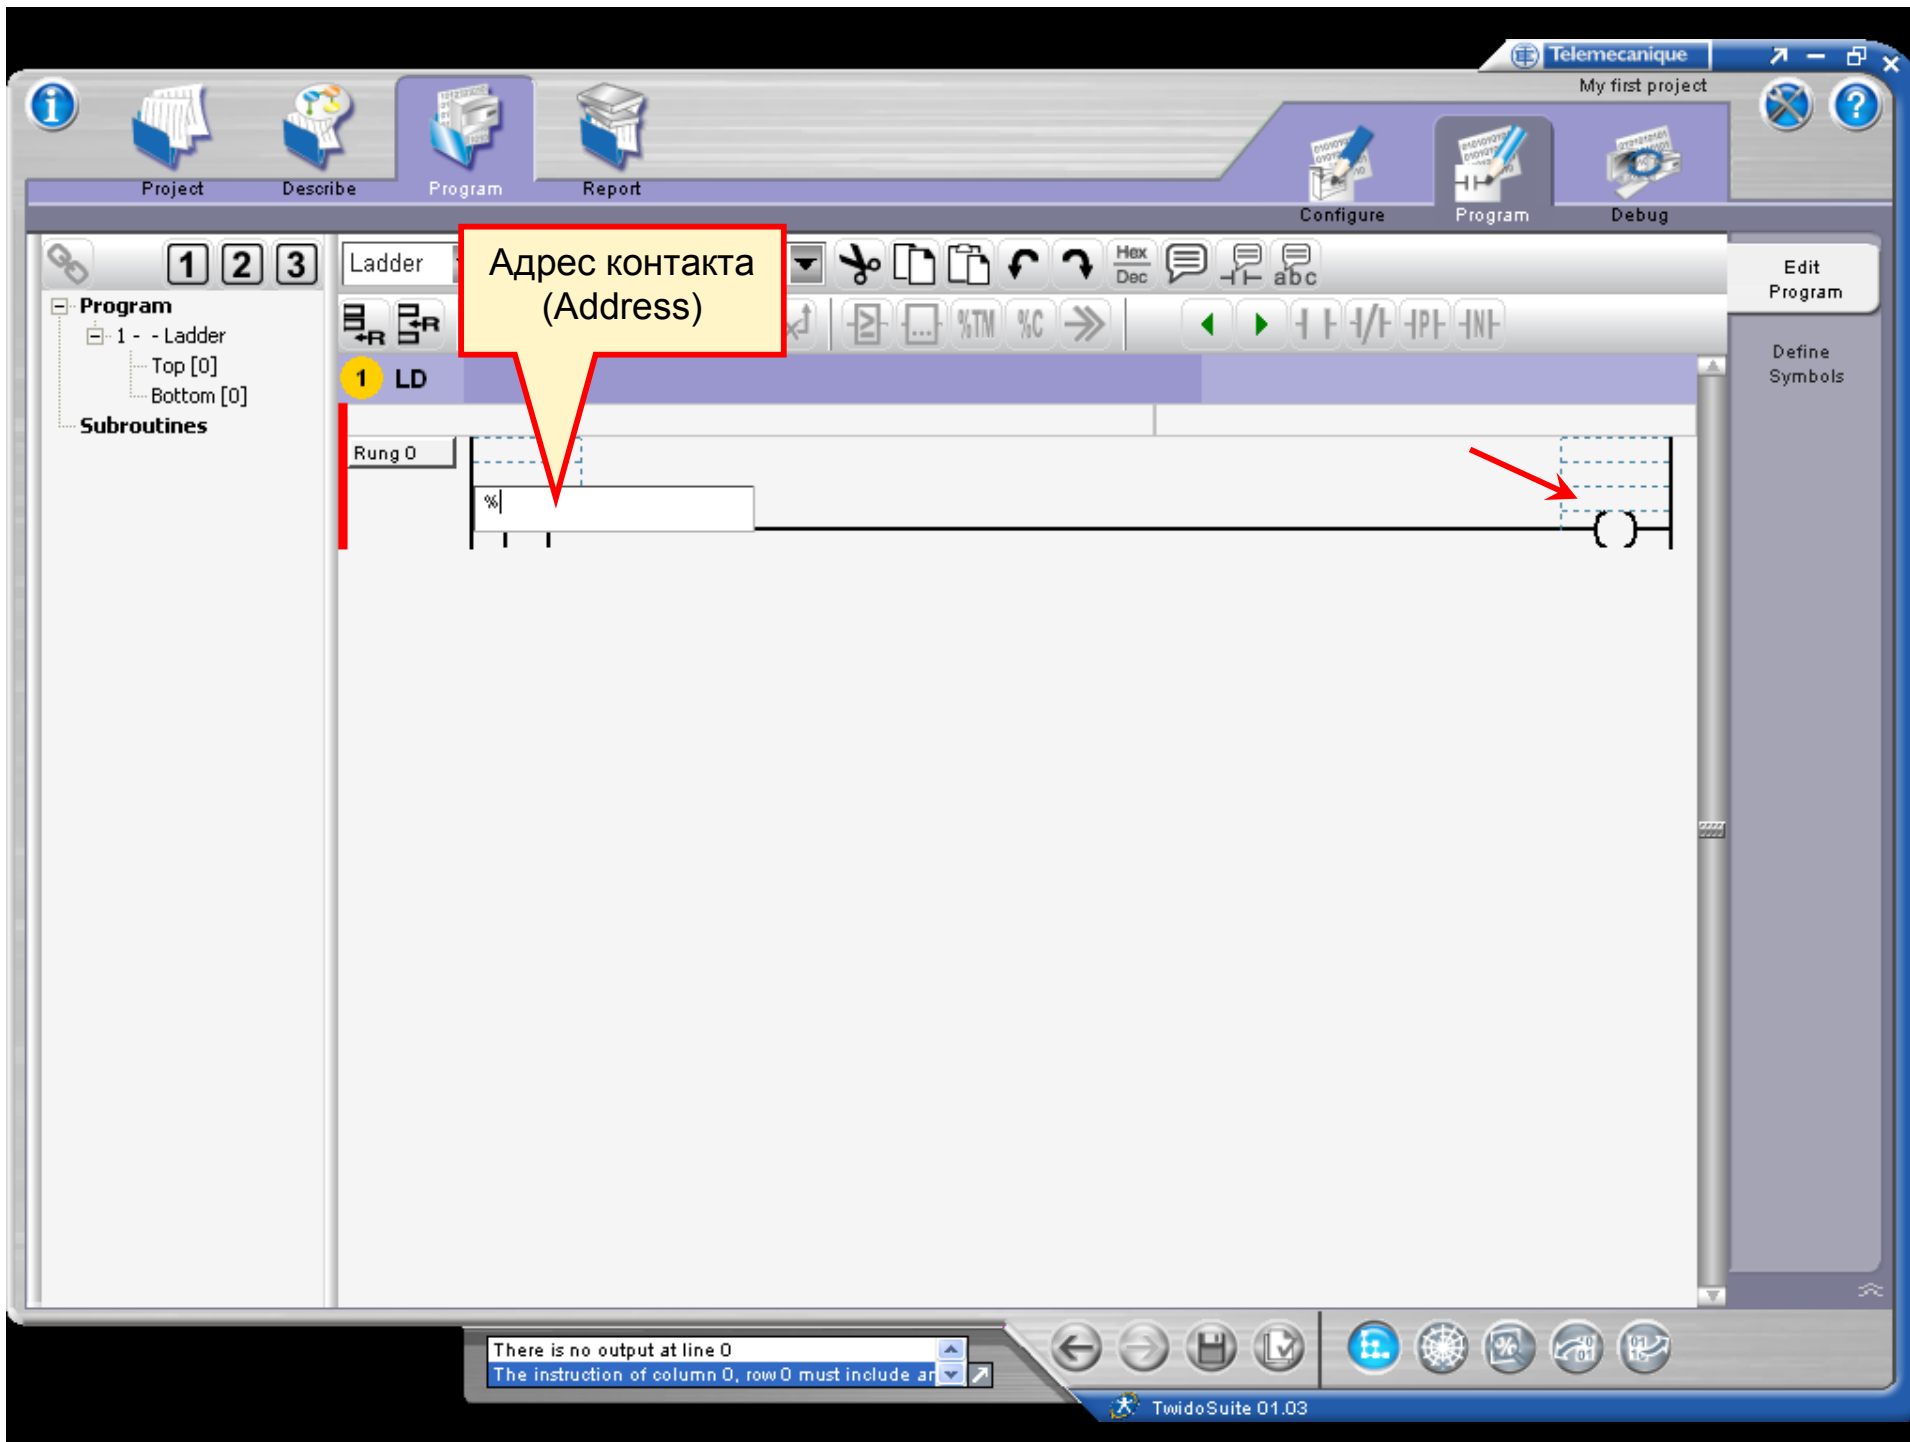 Telemecanique
My first project
Project
Describe
Program
Report
Configure
Program
Debug
1 2 3
Ladder
Hex
Dec
abc
Адрес контакта
(Address)
Edit
Program
Program
1 - - Ladder
Top [0]
Bottom [0]
Subroutines
R
R
%TM
%C
P
N
Define
Symbols
1 LD
Rung 0
%
There is no output at line 0
The instruction of column 0, row 0 must include ar
TwidoSuite 01.03